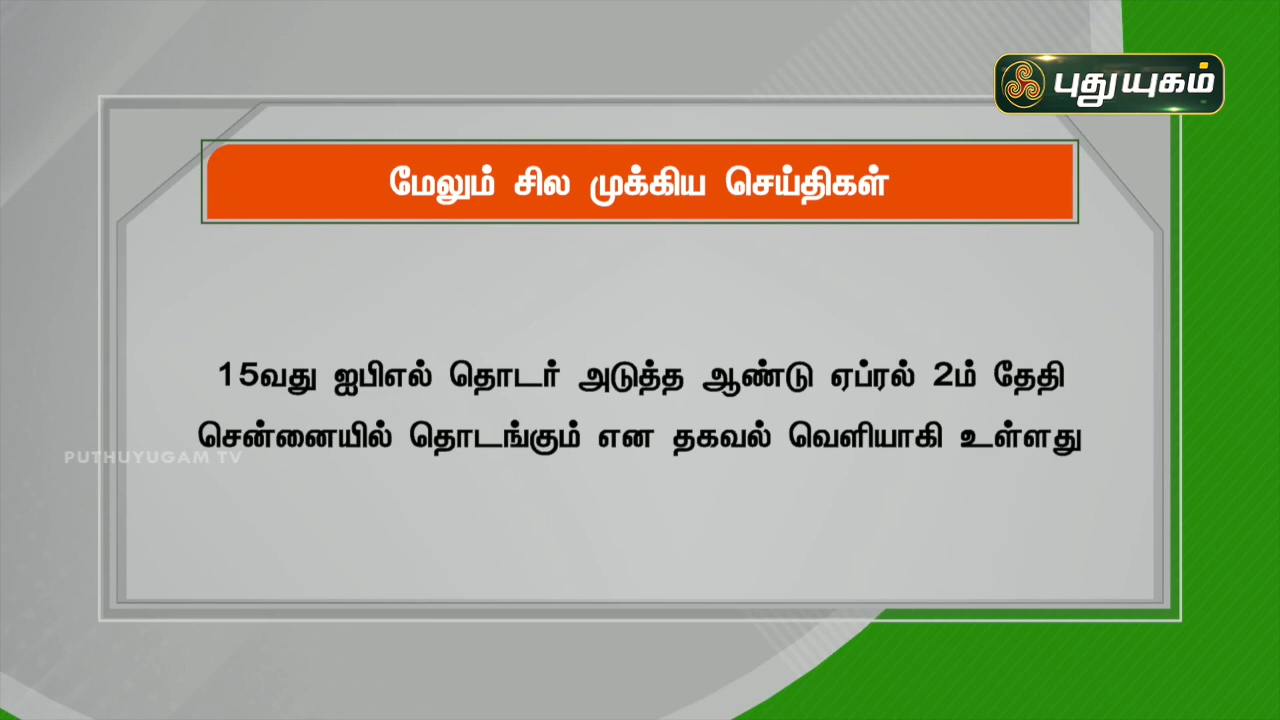 புதுயுகம்
மேலும் சில முக்கிய செய்திகள்
15வது ஐபிஎல் தொடர் அடுத்த ஆண்டு ஏப்ரல் 2ம் தேதி
சென்னையில் தொடங்கும் என தகவல் வெளியாகி உள்ளது
PUTHUYUGAM TV